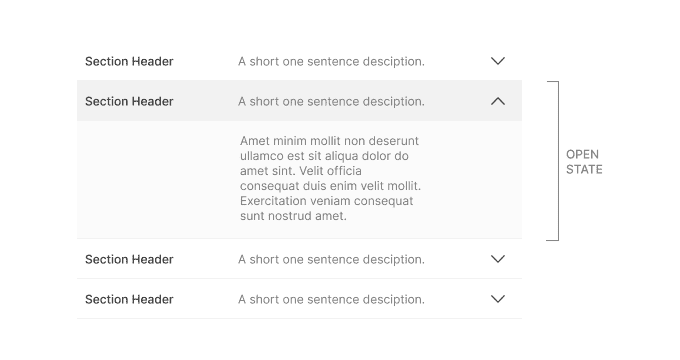 Section Header A short one sentence desciption.
Section Header A short one sentence desciption.
Amet minim mollit non deserunt
ullamco est sit aliqua dolor do
amet sint. Velit officia
consequat duis enim velit mollit.
Exercitation veniam consequat
sunt nostrud amet.
OPEN
STATE
Section Header A short one sentence desciption.
Section Header A short one sentence desciption.